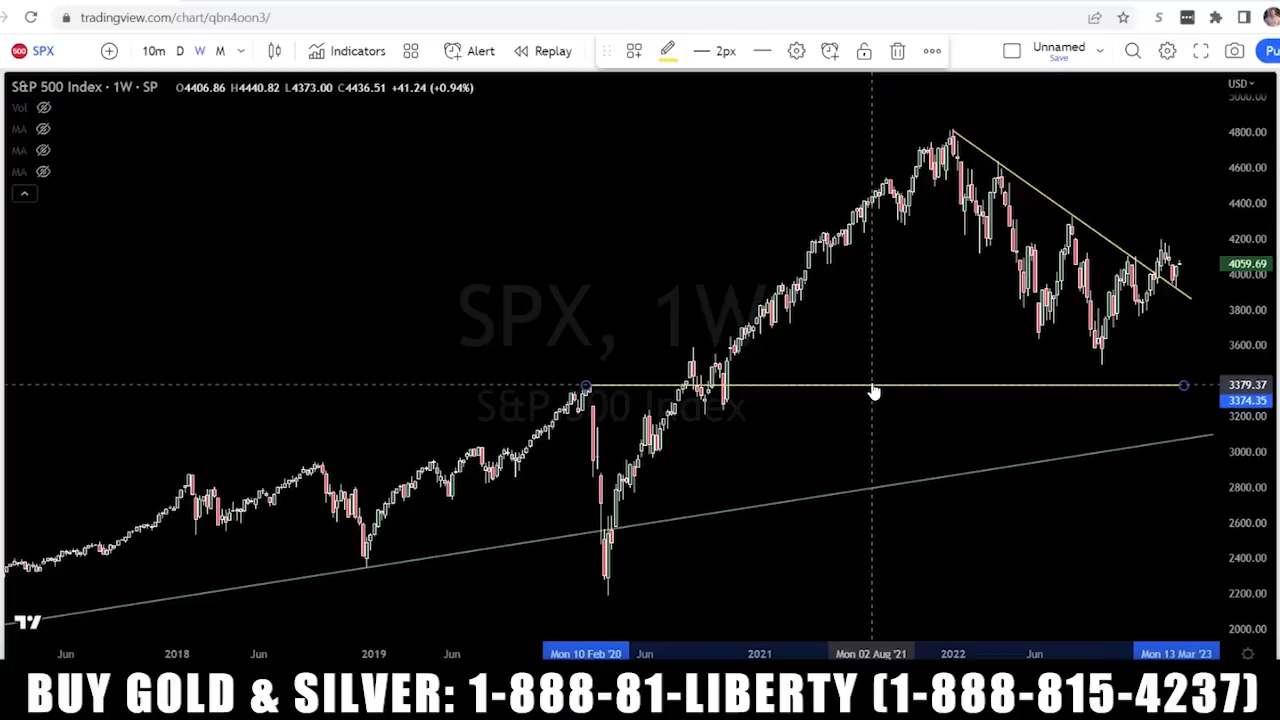 tradingview.com/chart/qbn4oon3/
S
SPX
10m D W M
Indicators
Alert
Replay
2px
Unnamed
Save
Pu
S&P 500 Index · 1W · SP O4406.86 H4440.82 L4373.00 C4436.51 +41.24 (+0.94%)
USD
Vol
MA
MA
MA
5000.00
4800.00
4600.00
4400.00
4200.00
4059.69
4000.00
3800.00
3600.00
3379.37
3374.35
3200.00
3000.00
2800.00
2600.00
2400.00
2200.00
2000.00
SPX, 1W
S&P 500 Index
Jun 2018 Jun 2019 Jun Mon 10 Feb '20 Jun 2021 Mon 02 Aug '21 2022 Jun Mon 13 Mar '23
BUY GOLD & SILVER: 1-888-81-LIBERTY (1-888-815-4237)